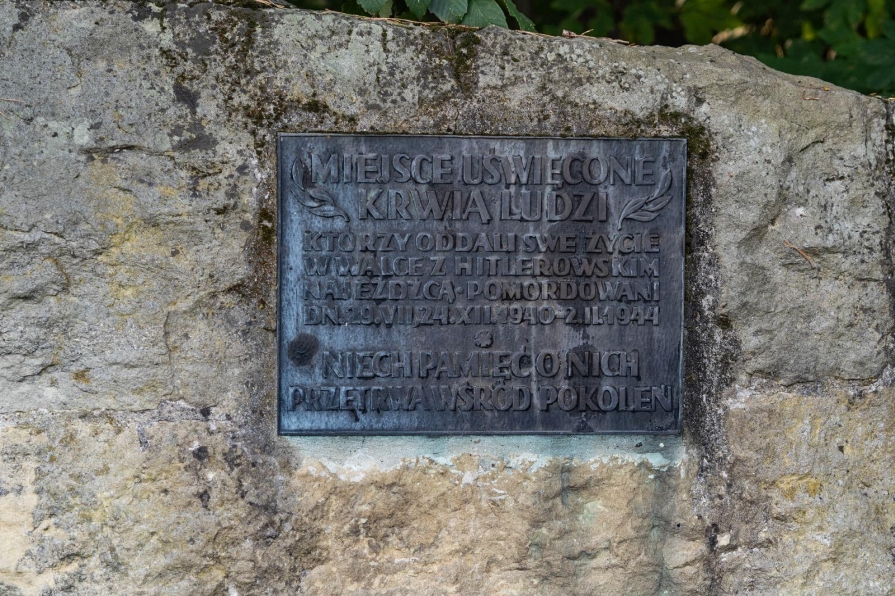 MIEJSCE UŚWIĘCONE
KRWIĄ LUDZI
KTÓRZY ODDALI SWE ŻYCIE
W WALCE Z HITLEROWSKIM
NAJEŹDŹCĄ · POMORDOWANI
DN. 29.VII, 24.XII.1940-2.II.1944
NIECH PAMIĘĆ O NICH
PRZETRWA WŚRÓD POKOLEŃ